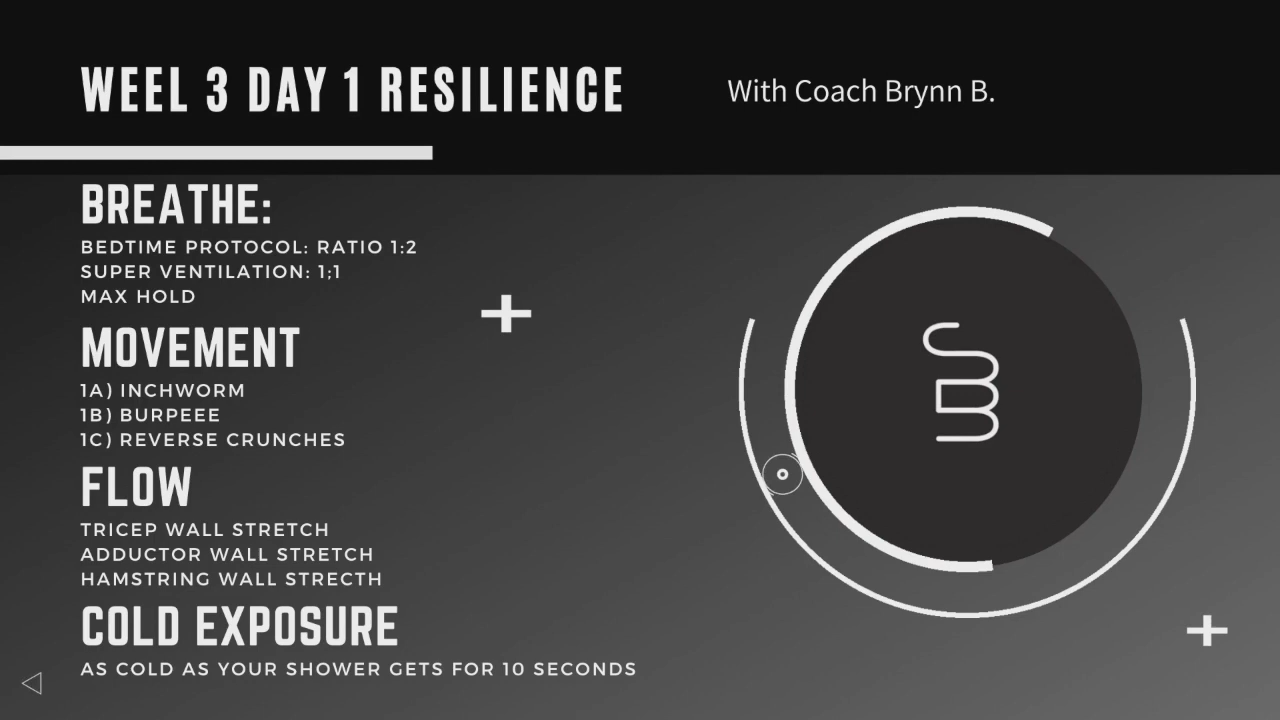 WEEL 3 DAY 1 RESILIENCE
With Coach Brynn B.
BREATHE:
BEDTIME PROTOCOL: RATIO 1:2
SUPER VENTILATION: 1;1
MAX HOLD
MOVEMENT
1A) INCHWORM
1B) BURPEEE
1C) REVERSE CRUNCHES
FLOW
TRICEP WALL STRETCH
ADDUCTOR WALL STRETCH
HAMSTRING WALL STRECTH
COLD EXPOSURE
AS COLD AS YOUR SHOWER GETS FOR 10 SECONDS